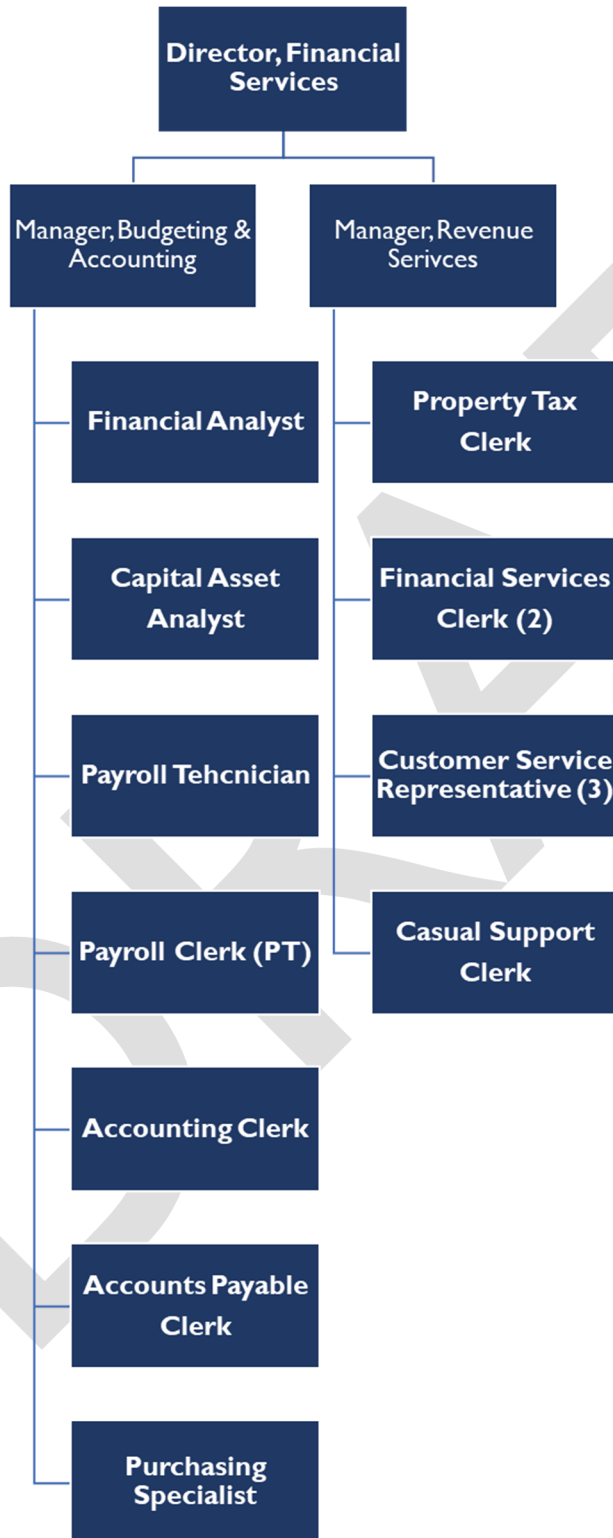 Director, Financial
Services
Manager, Budgeting &
Accounting
Manager, Revenue
Serivces
Financial Analyst
Capital Asset
Analyst
Payroll Tehcnician
Payroll Clerk (PT)
Accounting Clerk
Accounts Payable
Clerk
Purchasing
Specialist
Property Tax
Clerk
Financial Services
Clerk (2)
Customer Service
Representative (3)
Casual Support
Clerk
DRAFT